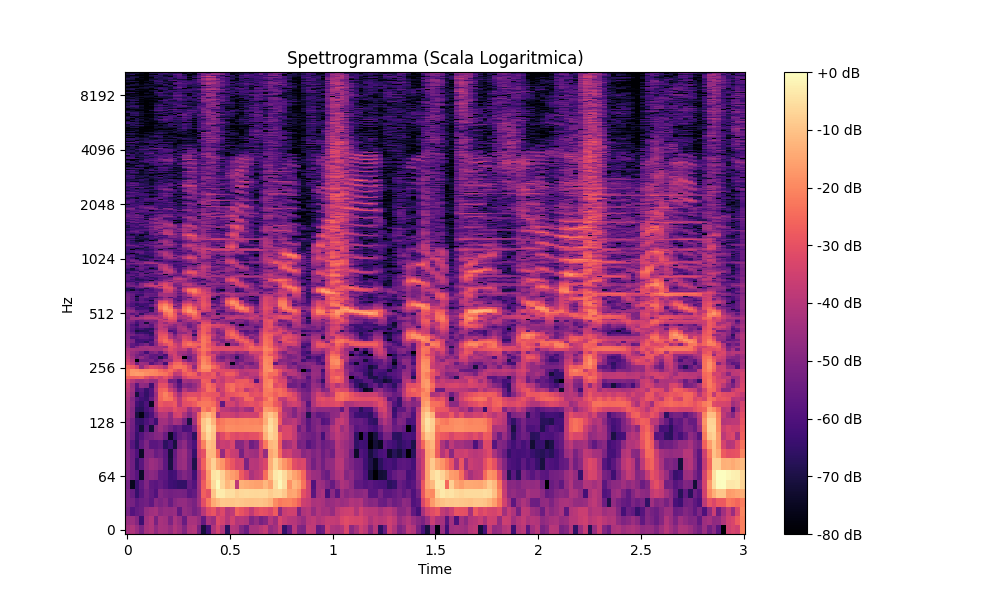 Spettrogramma (Scala Logaritmica)
Hz
8192
4096
2048
1024
512
256
128
64
0
0 0.5 1 1.5 2 2.5 3
Time
+0 dB
-10 dB
-20 dB
-30 dB
-40 dB
-50 dB
-60 dB
-70 dB
-80 dB